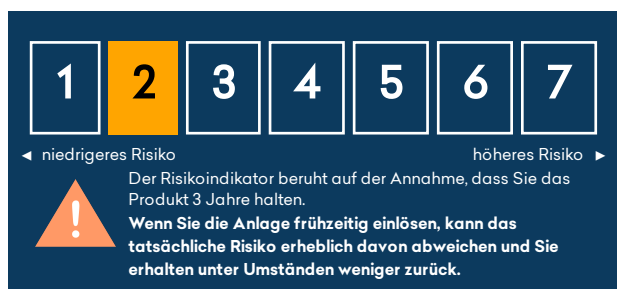 1 2 3 4 5 6 7
◄ niedrigeres Risiko höheres Risiko ►
Der Risikoindikator beruht auf der Annahme, dass Sie das
Produkt 3 Jahre halten.
Wenn Sie die Anlage frühzeitig einlösen, kann das
tatsächliche Risiko erheblich davon abweichen und Sie
erhalten unter Umständen weniger zurück.
!